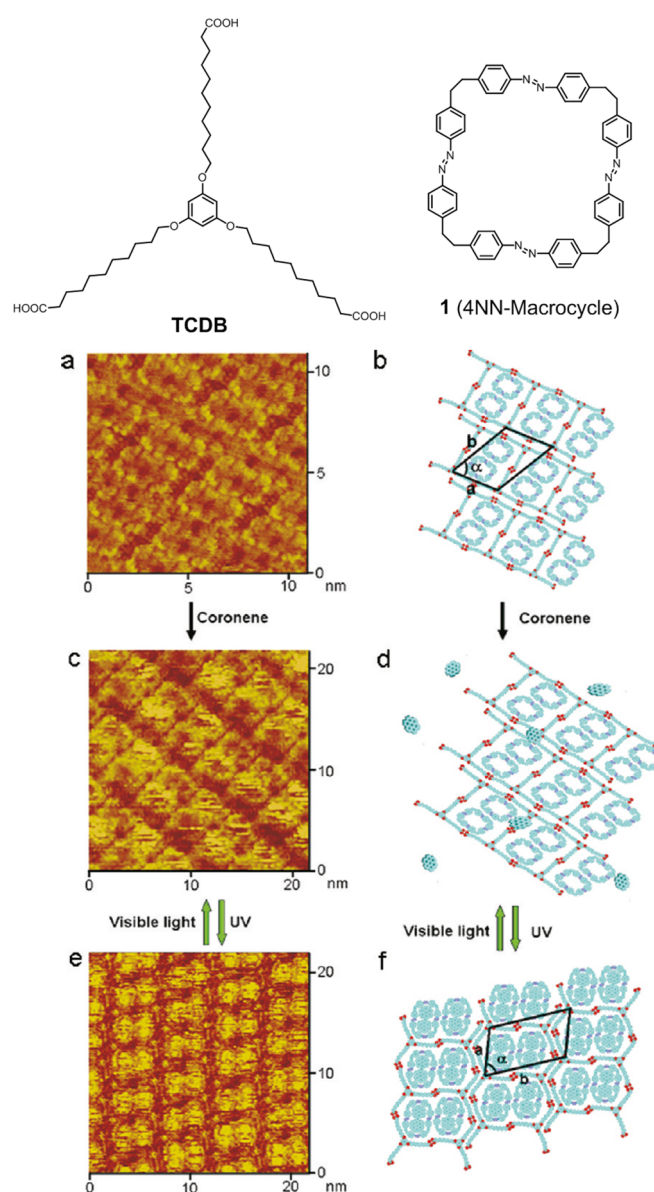 COOH
O
O
O
HOOC
COOH
TCDB
N=N
N=N
N=N
N=N
1 (4NN-Macrocycle)
a
10
5
0
0
5
10
nm
b
b
α
a
Coronene
Coronene
c
20
10
0
0
10
20
nm
d
Visible light
UV
Visible light
UV
e
20
10
0
0
10
20
nm
f
a
α
b